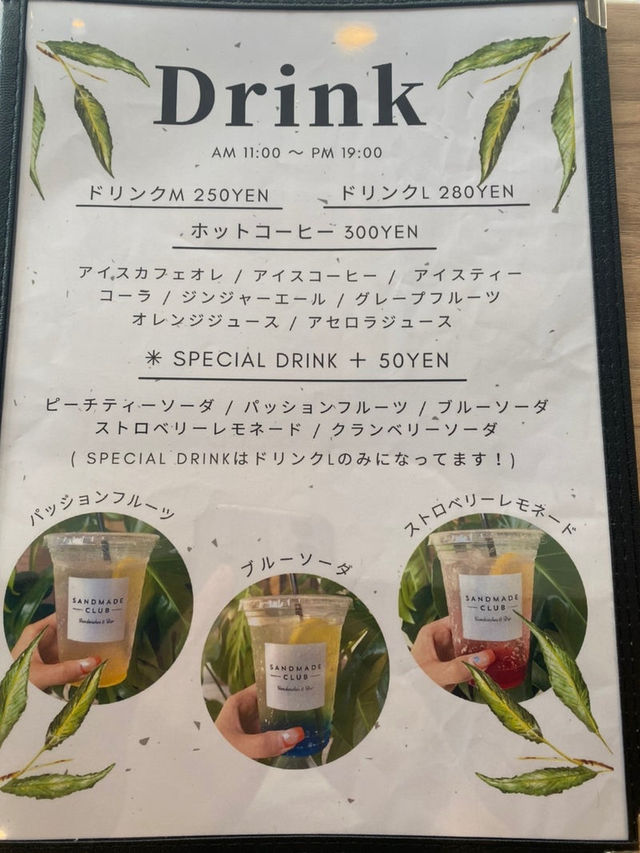 Drink
AM 11:00 〜 PM 19:00
ドリンクM 250YEN
ドリンクL 280YEN
ホットコーヒー 300YEN
アイスカフェオレ / アイスコーヒー / アイスティー
コーラ / ジンジャーエール / グレープフルーツ
オレンジジュース / アセロラジュース
✳ SPECIAL DRINK ＋ 50YEN
ピーチティーソーダ / パッションフルーツ / ブルーソーダ
ストロベリーレモネード / クランベリーソーダ
( SPECIAL DRINKはドリンクLのみになってます！)
パッションフルーツ
ブルーソーダ
ストロベリーレモネード
SANDMADE
CLUB
Sandwiches & Bar
SANDMADE
CLUB
Sandwiches & Bar
SANDMADE
CLUB
Sandwiches & Bar